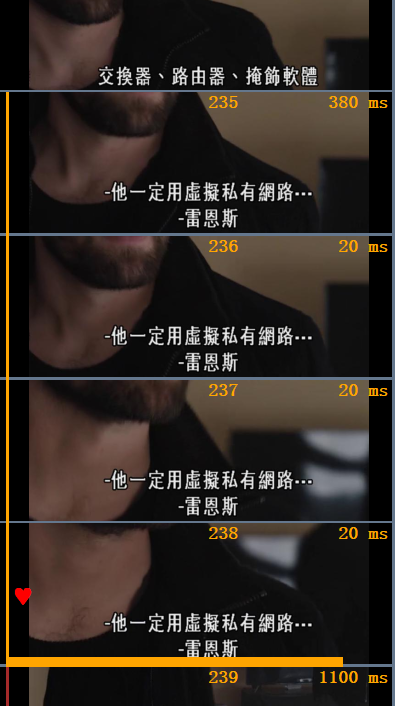 交換器、路由器、掩飾軟體
235 380 ms
-他一定用虛擬私有網路…
-雷恩斯
236 20 ms
-他一定用虛擬私有網路…
-雷恩斯
237 20 ms
-他一定用虛擬私有網路…
-雷恩斯
238 20 ms
-他一定用虛擬私有網路…
-雷恩斯
239 1100 ms